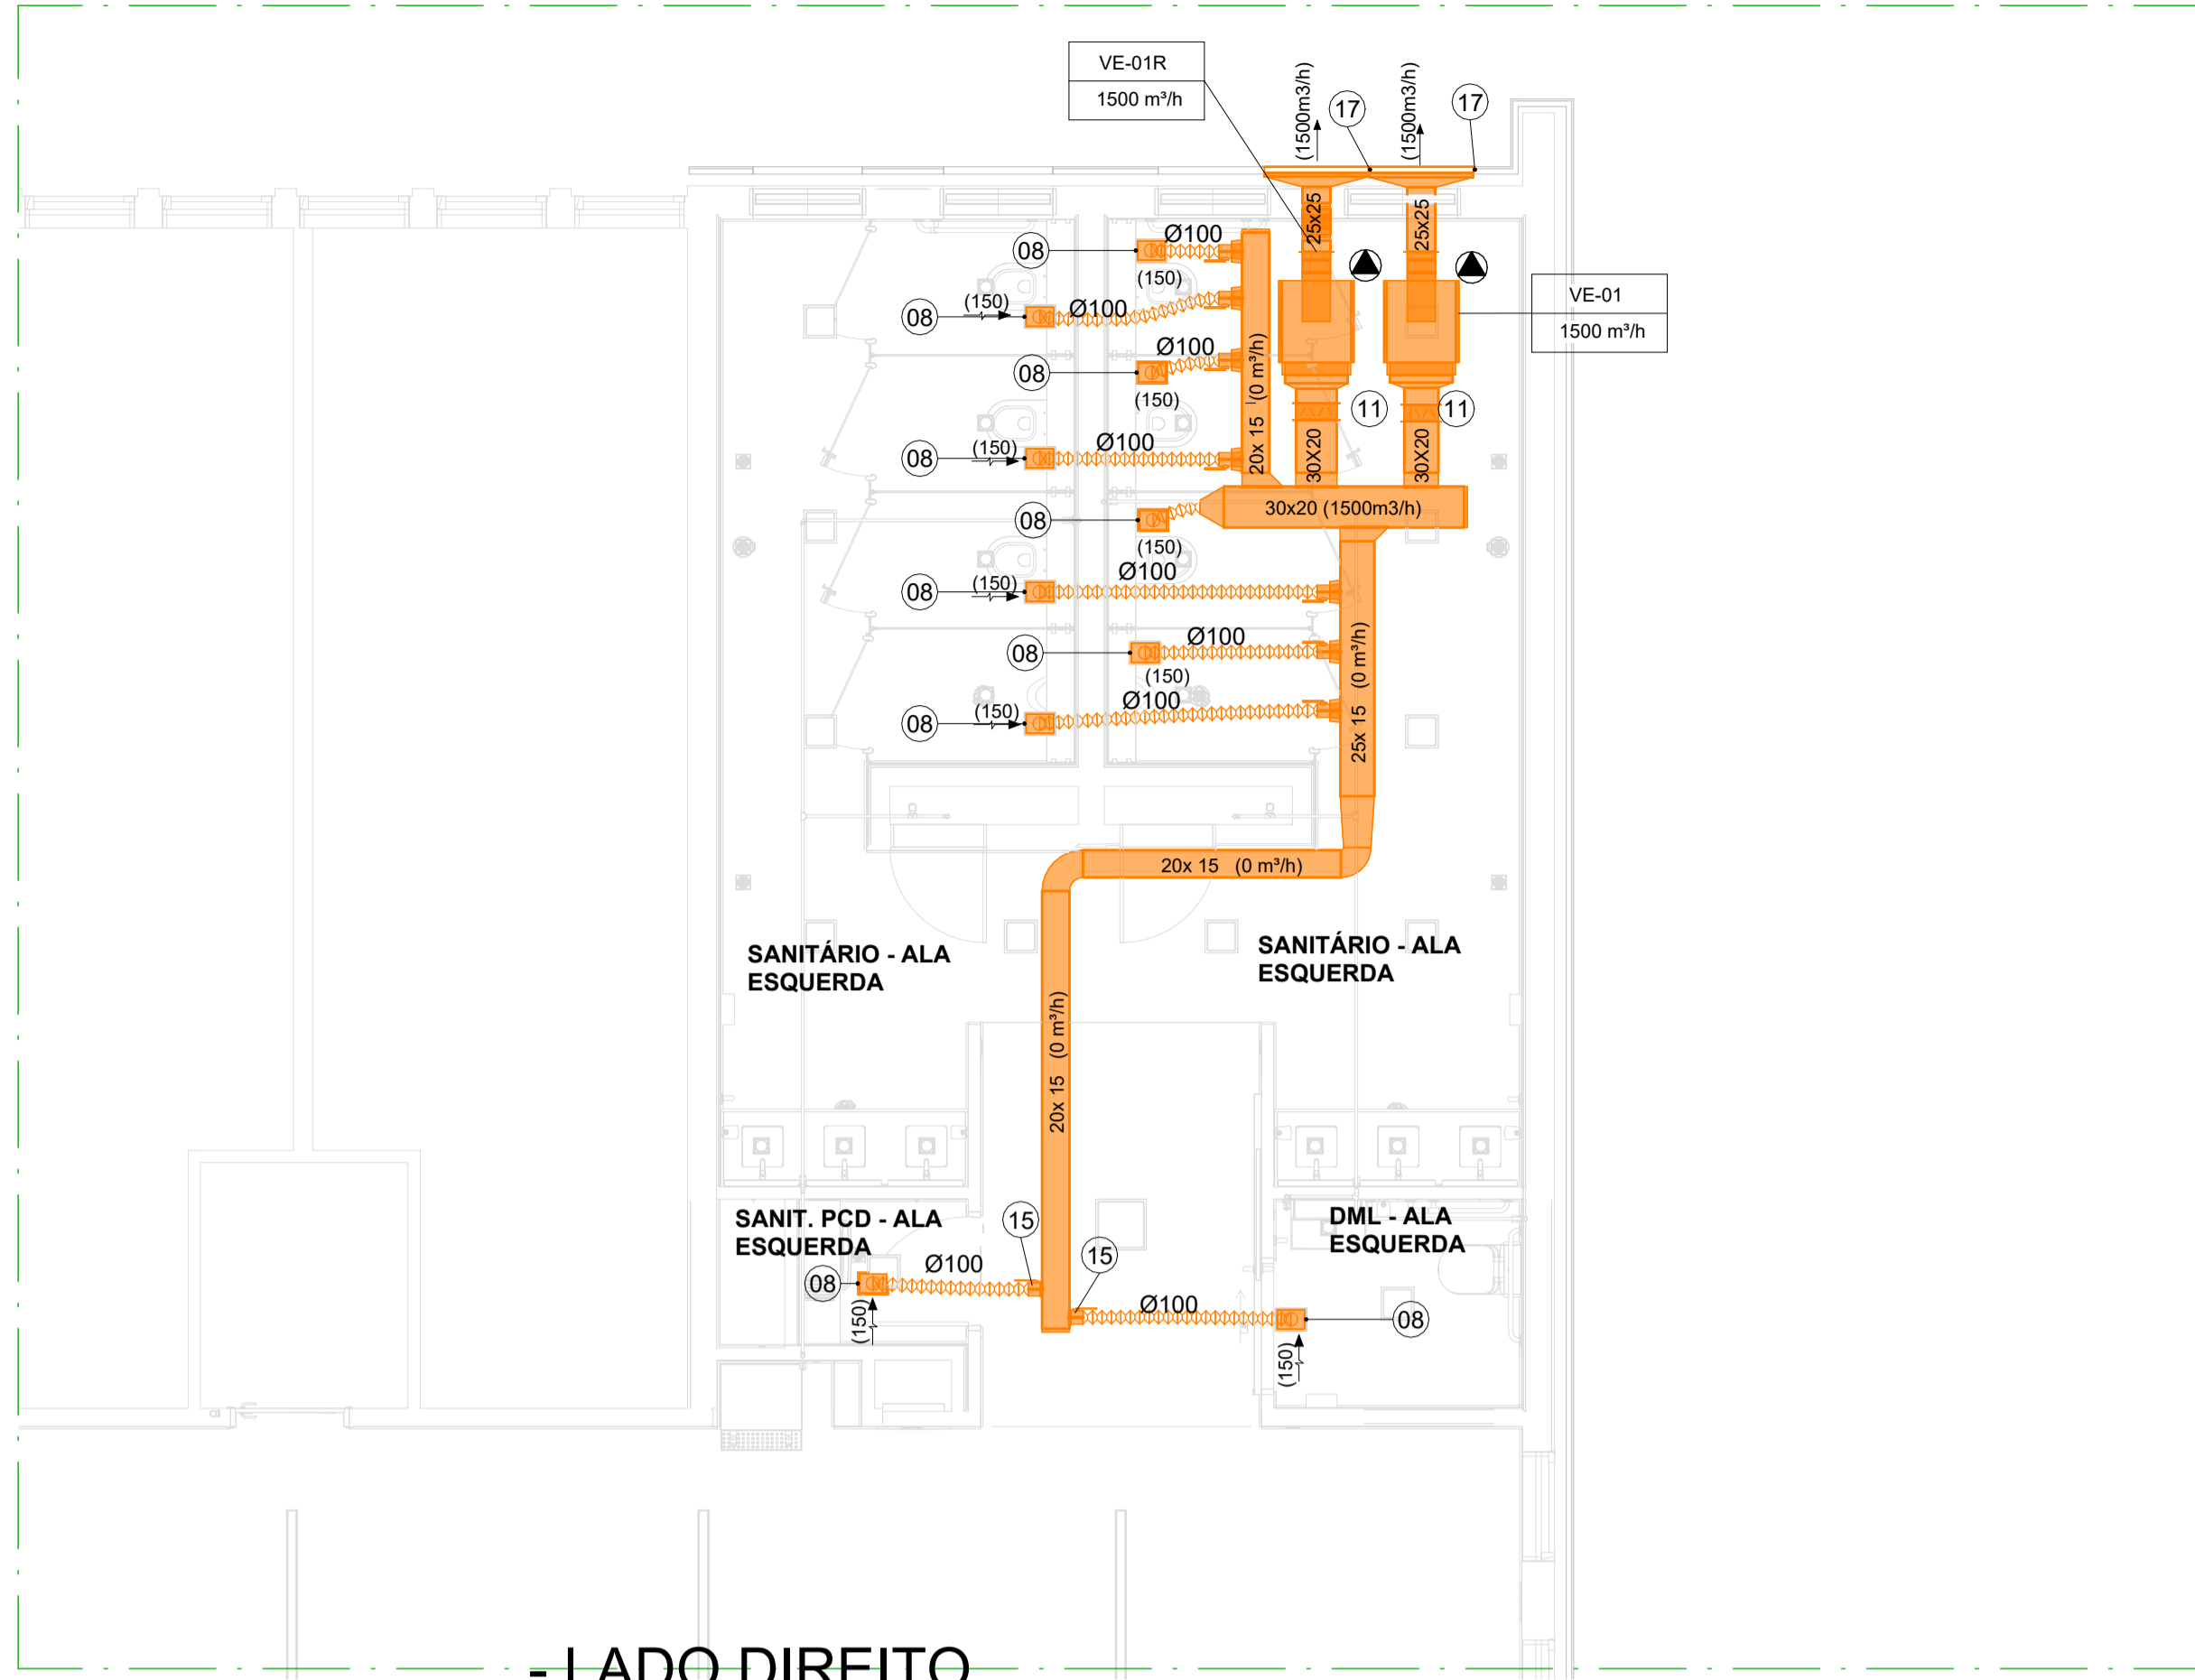 VE-01R
1500 m³/h
(1500m3/h)
(1500m3/h)
17
17
25x25
25x25
VE-01
1500 m³/h
08
Ø100
(150)
08
(150)
Ø100
08
Ø100
(150)
20x 15 (0 m³/h)
11
11
30X20
30X20
08
(150)
Ø100
08
(150)
30x20 (1500m3/h)
08
(150)
Ø100
08
Ø100
(150)
25x 15 (0 m³/h)
08
(150)
Ø100
20x 15 (0 m³/h)
SANITÁRIO - ALA
ESQUERDA
SANITÁRIO - ALA
ESQUERDA
20x 15 (0 m³/h)
SANIT. PCD - ALA
ESQUERDA
15
15
DML - ALA
ESQUERDA
08
Ø100
(150)
Ø100
08
(150)
- LADO DIREITO